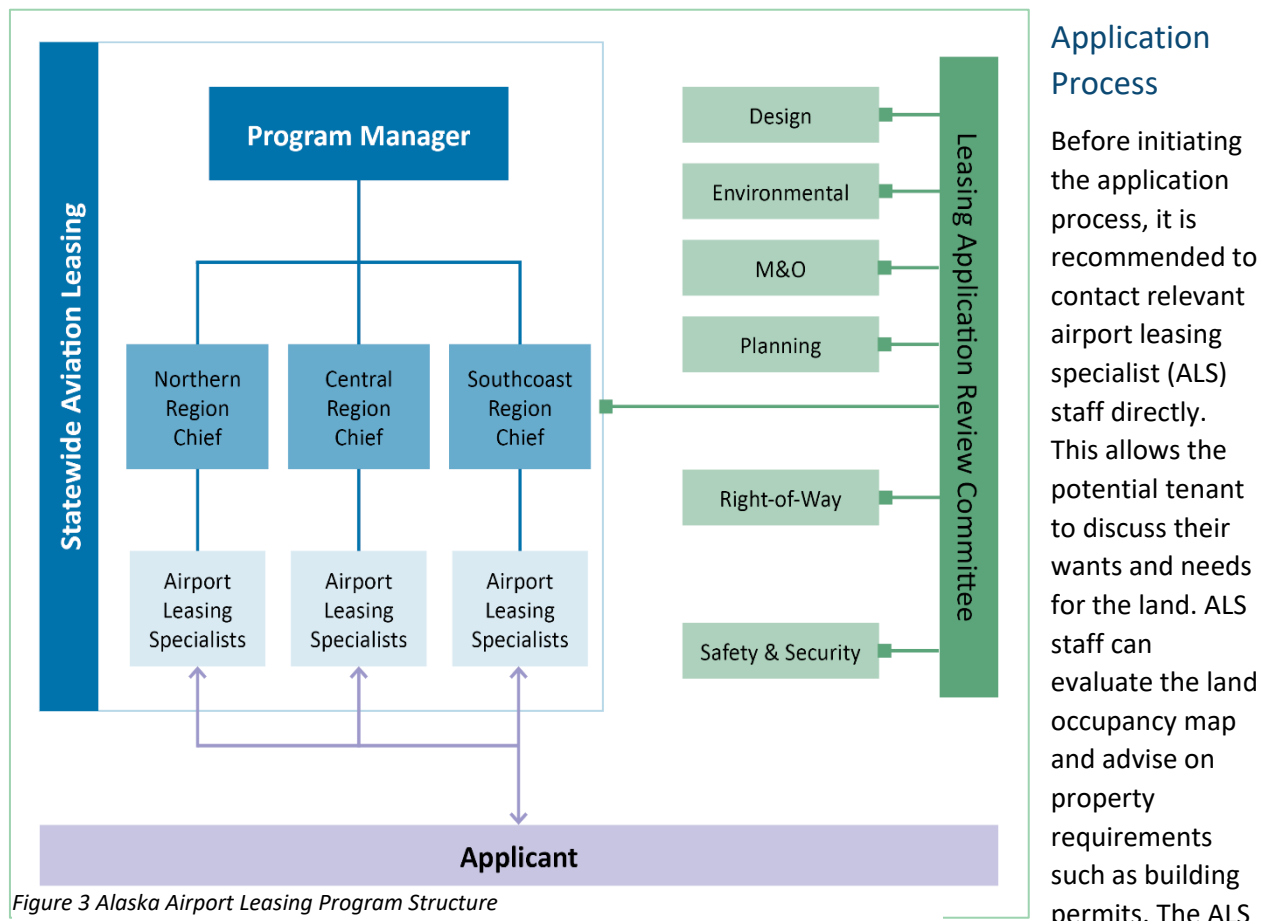 Statewide Aviation Leasing
Program Manager
Northern
Region
Chief
Central
Region
Chief
Southcoast
Region
Chief
Airport
Leasing
Specialists
Airport
Leasing
Specialists
Airport
Leasing
Specialists
Design
Environmental
M&O
Planning
Right-of-Way
Safety & Security
Leasing Application Review Committee
Applicant
Figure 3 Alaska Airport Leasing Program Structure
Application
Process
Before initiating
the application
process, it is
recommended to
contact relevant
airport leasing
specialist (ALS)
staff directly.
This allows the
potential tenant
to discuss their
wants and needs
for the land. ALS
staff can
evaluate the land
occupancy map
and advise on
property
requirements
such as building
permits. The ALS